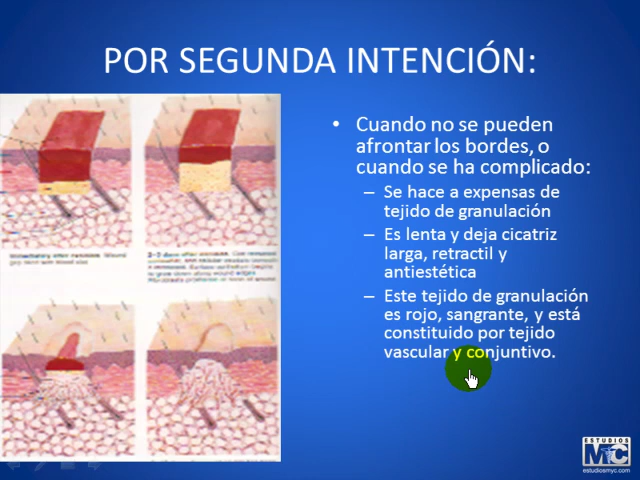 POR SEGUNDA INTENCIÓN:
• Cuando no se pueden
afrontar los bordes, o
cuando se ha complicado:
– Se hace a expensas de
tejido de granulación
– Es lenta y deja cicatriz
larga, retractil y
antiestética
– Este tejido de granulación
es rojo, sangrante, y está
constituido por tejido
vascular y conjuntivo.
ESTUDIOS
MyC
estudiosmyc.com